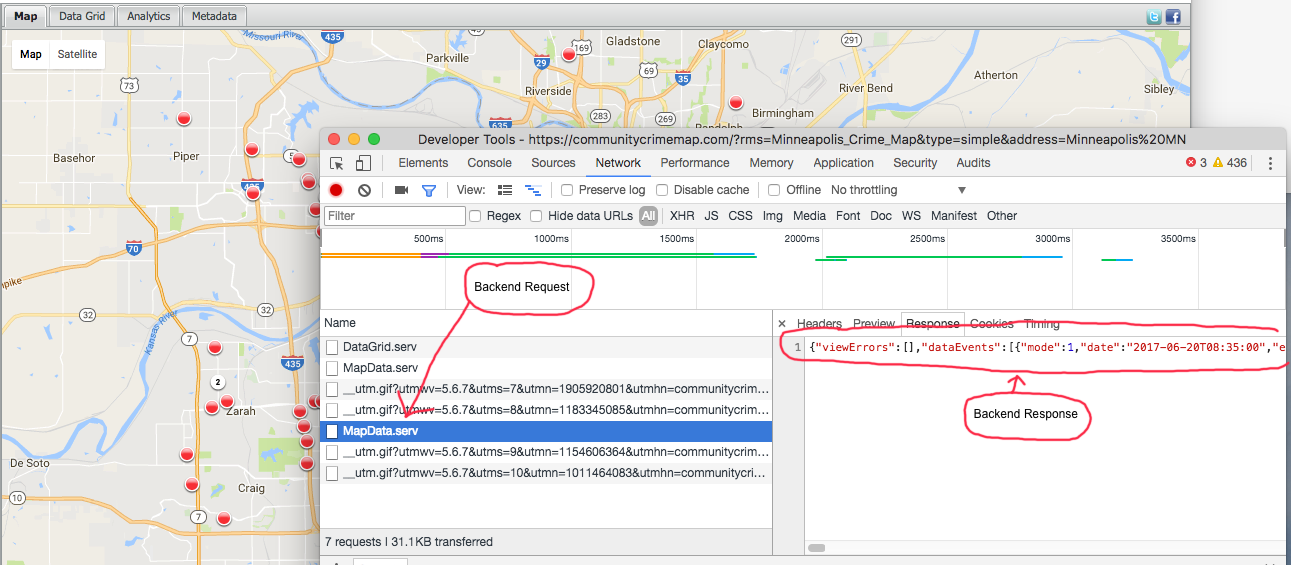 Map Data Grid Analytics Metadata
Map Satellite
Missouri River
435
Parkville
169
Gladstone
Claycomo
291
29
69
35
Atherton
73
Riverside
River Bend
Sibley
283
269
Birmingham
635
Randolph
Basehor
Piper
5
435
70
32
32
Kansas River
7
435
2
Zarah
De Soto
Craig
10
7
Developer Tools - https://communitycrimemap.com/?rms=Minneapolis_Crime_Map&type=simple&address=Minneapolis%20MN
Elements Console Sources Network Performance Memory Application Security Audits 3 436
View: Preserve log Disable cache Offline No throttling
Filter Regex Hide data URLs All XHR JS CSS Img Media Font Doc WS Manifest Other
500ms 1000ms 1500ms 2000ms 2500ms 3000ms 3500ms
Backend Request
Name
DataGrid.serv
MapData.serv
__utm.gif?utmwv=5.6.7&utms=7&utmn=1905920801&utmhn=communitycrim…
__utm.gif?utmwv=5.6.7&utms=8&utmn=1183345085&utmhn=communitycrim…
MapData.serv
__utm.gif?utmwv=5.6.7&utms=9&utmn=1154606364&utmhn=communitycrim…
__utm.gif?utmwv=5.6.7&utms=10&utmn=1011464083&utmhn=communitycri…
7 requests | 31.1KB transferred
× Headers Preview Response Cookies Timing
1 {"viewErrors":[],"dataEvents":[{"mode":1,"date":"2017-06-20T08:35:00","e
Backend Response